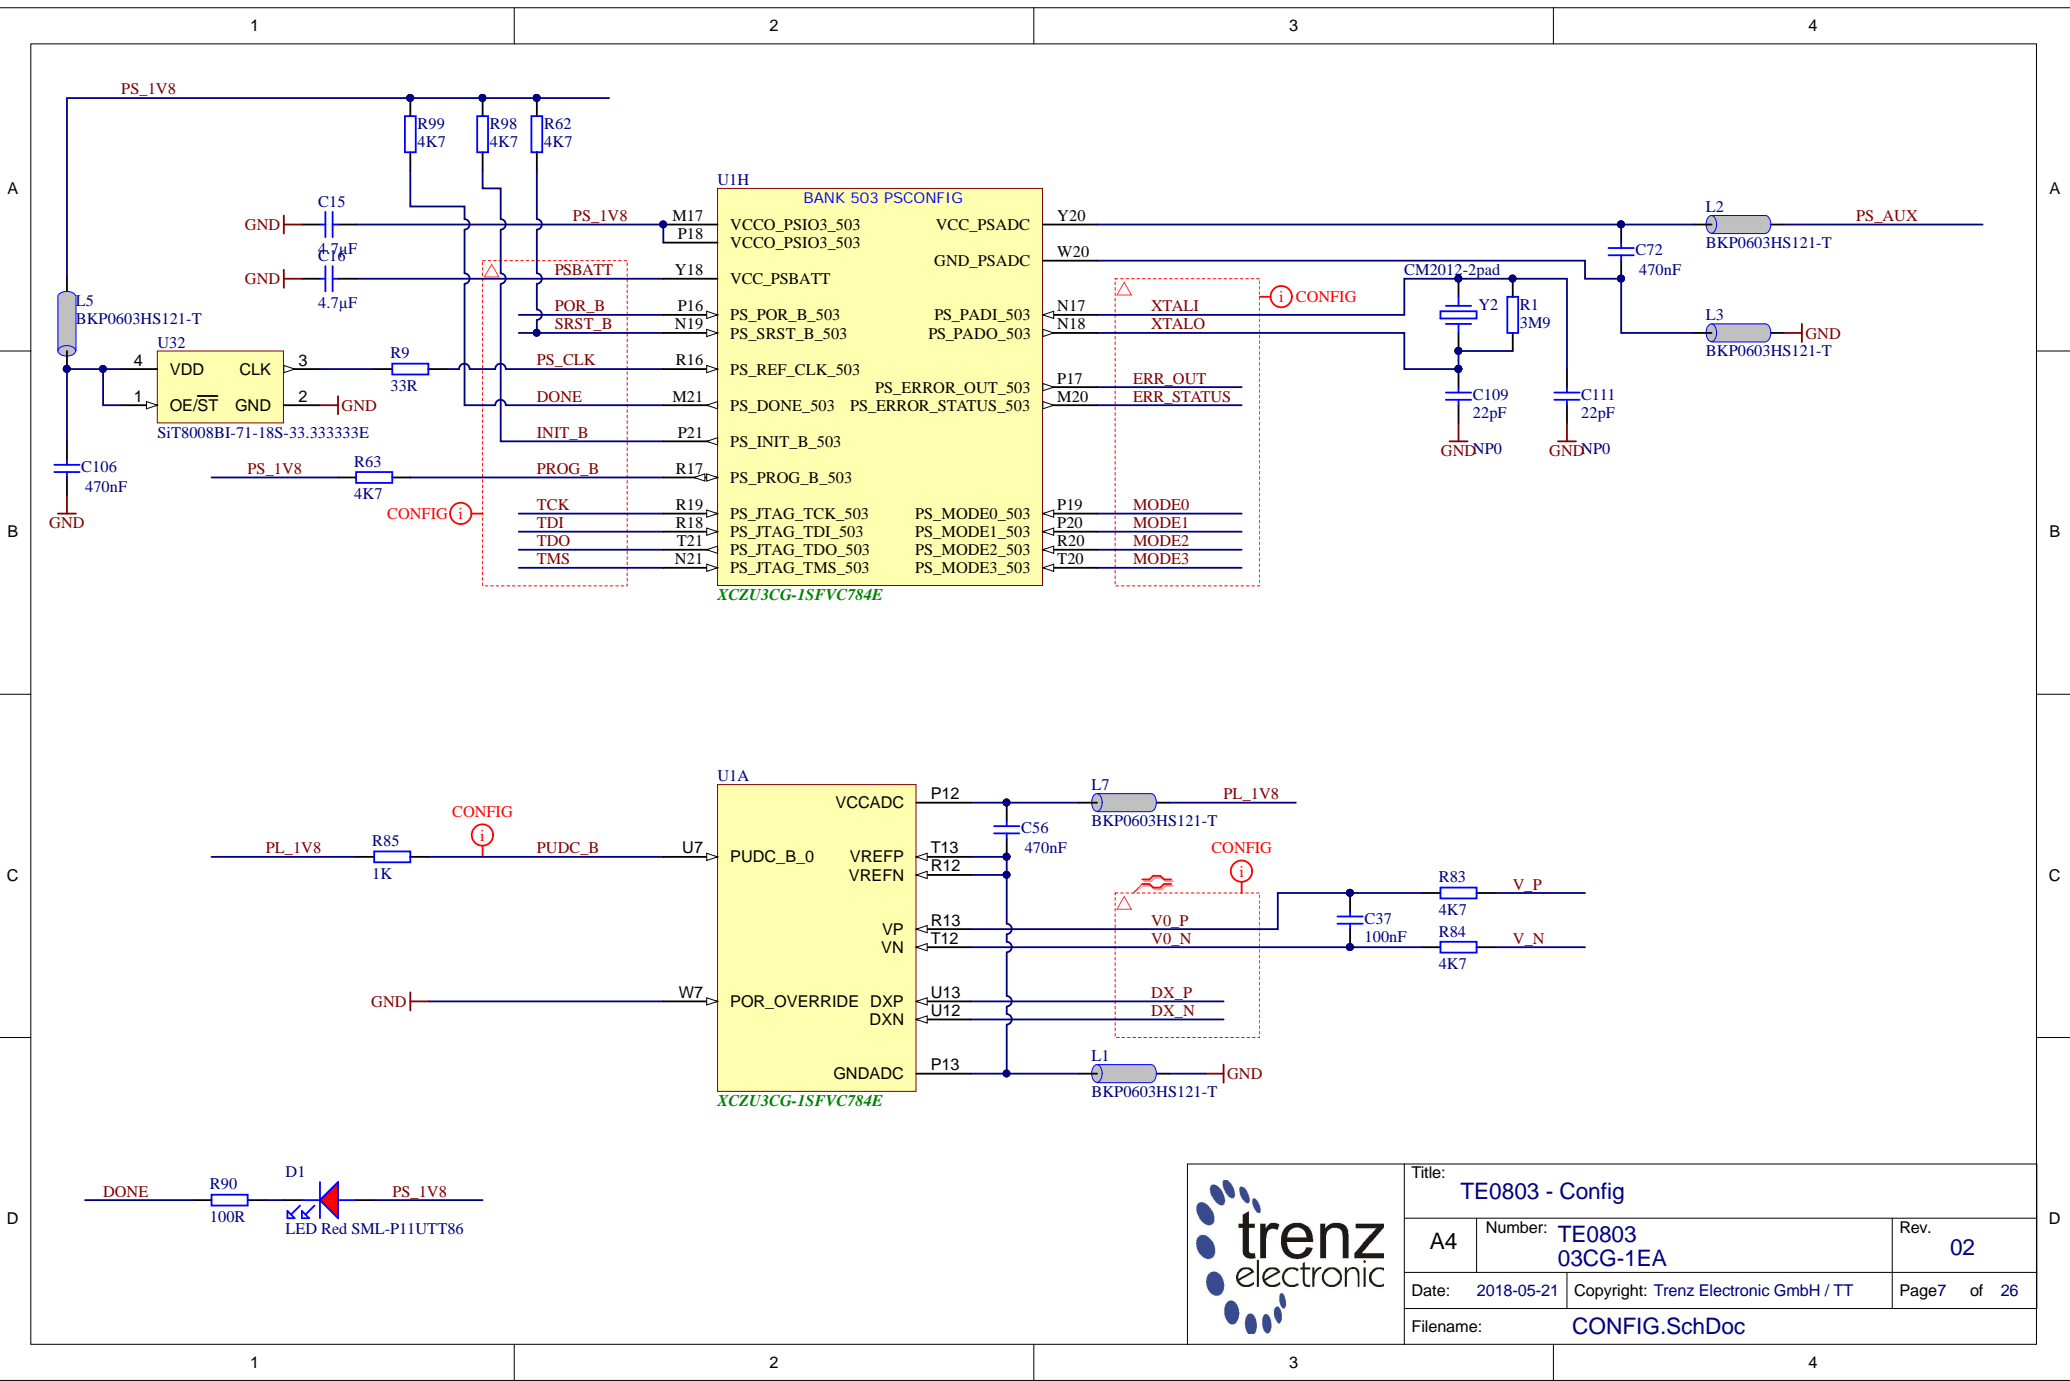 1 2 3 4
A A
B B
C C
D D
PS_1V8
R99
4K7
R98
4K7
R62
4K7
U1H
BANK 503 PSCONFIG
C15
4.7µF
GND
PS_1V8
M17
P18
VCCO_PSIO3_503
VCCO_PSIO3_503
C16
4.7µF
GND
PSBATT
Y18
VCC_PSBATT
POR_B
P16
PS_POR_B_503
SRST_B
N19
PS_SRST_B_503
L5
BKP0603HS121-T
U32
4
VDD
CLK
3
1
OE/ST
GND
2
GND
SiT8008BI-71-18S-33.333333E
R9
33R
PS_CLK
R16
PS_REF_CLK_503
DONE
M21
PS_DONE_503
INIT_B
P21
PS_INIT_B_503
C106
470nF
GND
PS_1V8
R63
4K7
PROG_B
R17
PS_PROG_B_503
CONFIG
i
TCK
R19
PS_JTAG_TCK_503
TDI
R18
PS_JTAG_TDI_503
TDO
T21
PS_JTAG_TDO_503
TMS
N21
PS_JTAG_TMS_503
VCC_PSADC
Y20
GND_PSADC
W20
PS_PADI_503
N17
XTALI
PS_PADO_503
N18
XTALO
PS_ERROR_OUT_503
P17
ERR_OUT
PS_ERROR_STATUS_503
M20
ERR_STATUS
PS_MODE0_503
P19
MODE0
PS_MODE1_503
P20
MODE1
PS_MODE2_503
R20
MODE2
PS_MODE3_503
T20
MODE3
XCZU3CG-1SFVC784E
i
CONFIG
CM2012-2pad
Y2
R1
3M9
C109
22pF
GND
NP0
C111
22pF
GND
NP0
L2
BKP0603HS121-T
PS_AUX
C72
470nF
L3
BKP0603HS121-T
GND
U1A
PL_1V8
R85
1K
CONFIG
i
PUDC_B
U7
PUDC_B_0
GND
W7
POR_OVERRIDE
VCCADC
P12
VREFP
T13
VREFN
R12
VP
R13
VN
T12
DXP
U13
DXN
U12
GNDADC
P13
XCZU3CG-1SFVC784E
L7
BKP0603HS121-T
PL_1V8
C56
470nF
CONFIG
i
V0_P
V0_N
DX_P
DX_N
C37
100nF
R83
4K7
V_P
R84
4K7
V_N
L1
BKP0603HS121-T
GND
DONE
R90
100R
D1
LED Red SML-P11UTT86
PS_1V8
trenz
electronic
Title:
TE0803 - Config
A4
Number: TE0803
03CG-1EA
Rev.
02
Date: 2018-05-21
Copyright: Trenz Electronic GmbH / TT
Page7 of 26
Filename: CONFIG.SchDoc
1 2 3 4